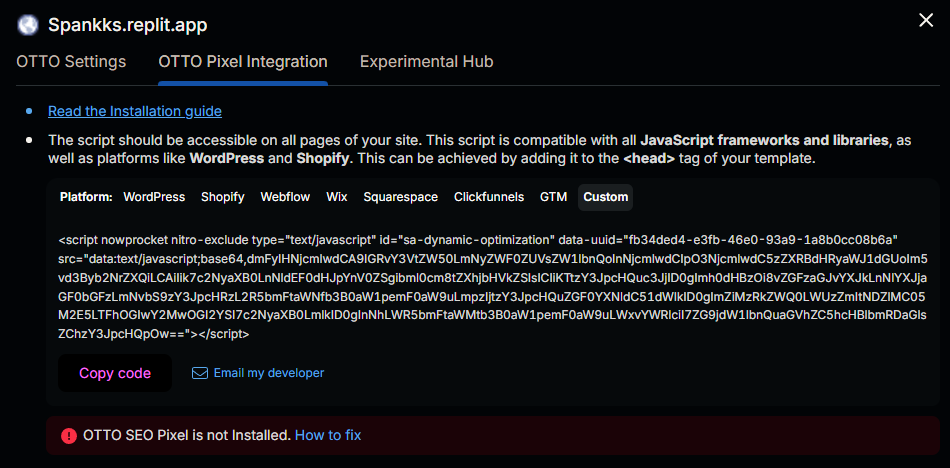 Spankks.replit.app
OTTO Settings OTTO Pixel Integration Experimental Hub
Read the Installation guide
The script should be accessible on all pages of your site. This script is compatible with all JavaScript frameworks and libraries, as
well as platforms like WordPress and Shopify. This can be achieved by adding it to the <head> tag of your template.
Platform: WordPress Shopify Webflow Wix Squarespace Clickfunnels GTM Custom
<script nowprocket nitro-exclude type="text/javascript" id="sa-dynamic-optimization" data-uuid="fb34ded4-e3fb-46e0-93a9-1a8b0cc08b6a"
src="data:text/javascript;base64,dmFyIHNjcmlwdCA9IGRvY3VtZW50LmNyZWF0ZUVsZW1lbnQoInNjcmlwdCIpO3NjcmlwdC5zZXRBdHRyaWJ1dGUoIm5
vd3Byb2NrZXQiLCAiIik7c2NyaXB0LnNldEF0dHJpYnV0ZSgibml0cm8tZXhjbHVkZSIsICIiKTtzY3JpcHQuc3JjID0gImh0dHBzOi8vZGFzaGJvYXJkLnNlYXJja
GF0bGFzLmNvbS9zY3JpcHRzL2R5bmFtaWNfb3B0aW1pemF0aW9uLmpzIjtzY3JpcHQuZGF0YXNldC51dWlkID0gImZiMzRkZWQ0LWUzZmItNDZlMC05
M2E5LTFhOGIwY2MwOGI2YSI7c2NyaXB0LmlkID0gInNhLWR5bmFtaWMtb3B0aW1pemF0aW9uLWxvYWRlciI7ZG9jdW1lbnQuaGVhZC5hcHBlbmRDaGls
ZChzY3JpcHQpOw=="></script>
Copy code Email my developer
OTTO SEO Pixel is not Installed. How to fix